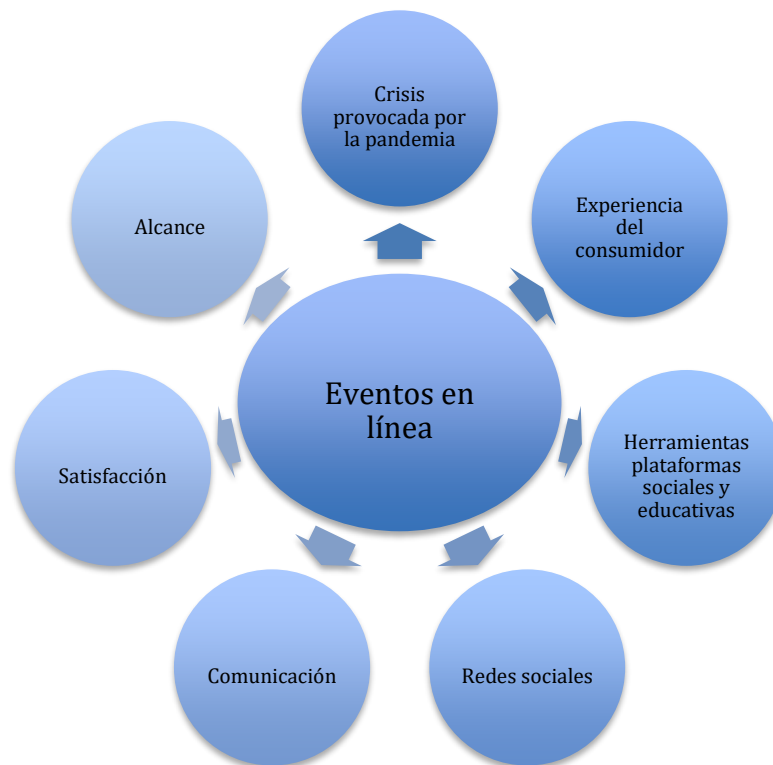 Crisis
provocada por
la pandemia
Experiencia
del
consumidor
Herramientas
plataformas
sociales y
educativas
Redes sociales
Comunicación
Satisfacción
Alcance
Eventos en
línea